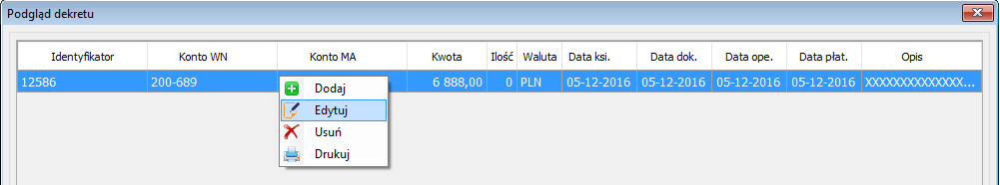 Podgląd dekretu
Identyfikator Konto WN Konto MA Kwota Ilość Waluta Data ksi. Data dok. Data ope. Data płat. Opis
12586 200-689 6 888,00 0 PLN 05-12-2016 05-12-2016 05-12-2016 05-12-2016 XXXXXXXXXXXXXX...
Dodaj
Edytuj
Usuń
Drukuj